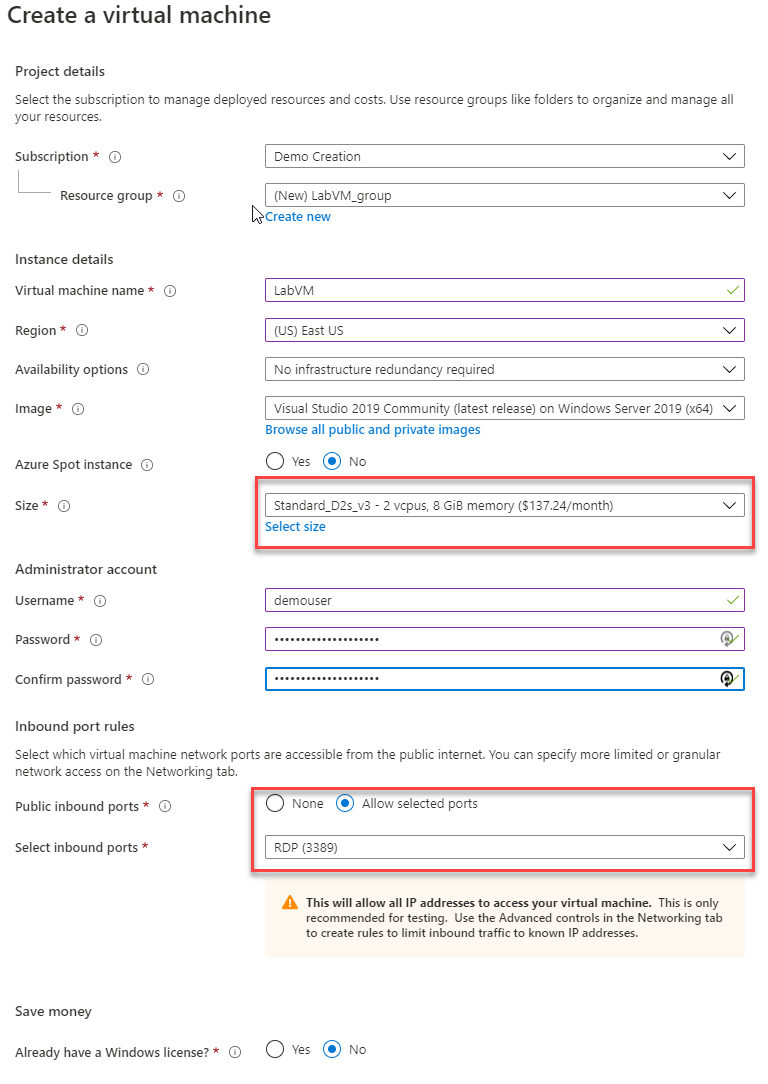 Create a virtual machine
Project details
Select the subscription to manage deployed resources and costs. Use resource groups like folders to organize and manage all
your resources.
Subscription *
Demo Creation
Resource group *
(New) LabVM_group
Create new
Instance details
Virtual machine name *
LabVM
Region *
(US) East US
Availability options
No infrastructure redundancy required
Image *
Visual Studio 2019 Community (latest release) on Windows Server 2019 (x64)
Browse all public and private images
Azure Spot instance
Yes No
Size *
Standard_D2s_v3 - 2 vcpus, 8 GiB memory ($137.24/month)
Select size
Administrator account
Username *
demouser
Password *
••••••••••••••••••••
Confirm password *
••••••••••••••••••••
Inbound port rules
Select which virtual machine network ports are accessible from the public internet. You can specify more limited or granular
network access on the Networking tab.
Public inbound ports *
None Allow selected ports
Select inbound ports *
RDP (3389)
This will allow all IP addresses to access your virtual machine. This is only
recommended for testing. Use the Advanced controls in the Networking tab
to create rules to limit inbound traffic to known IP addresses.
Save money
Already have a Windows license? *
Yes No